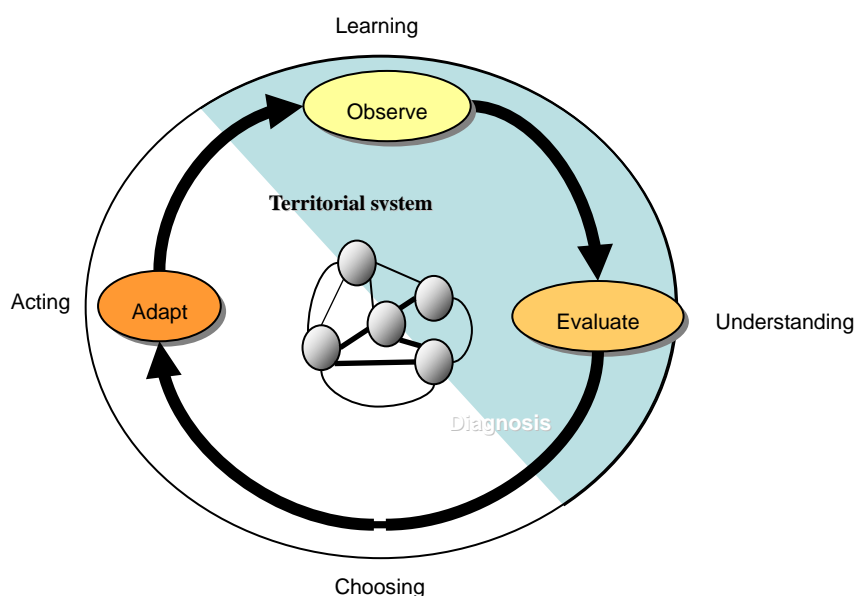 Learning
Observe
Territorial system
Acting
Adapt
Evaluate
Understanding
Diagnosis
Choosing